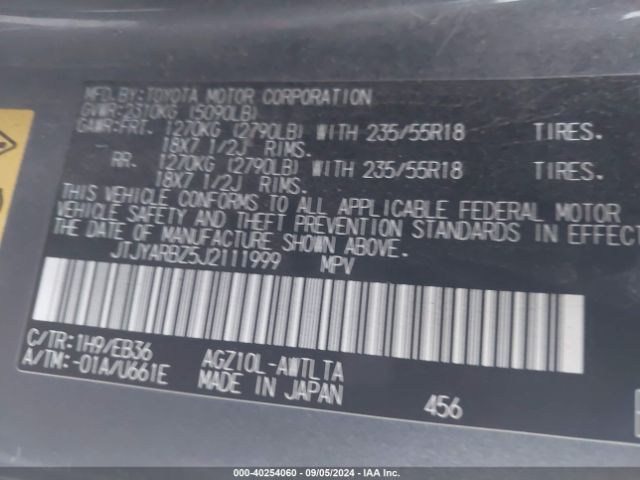 MFD.BY:TOYOTA MOTOR CORPORATION
GVWR:2310KG (5090LB)
GAWR:FRT. 1270KG (2790LB) WITH 235/55R18 TIRES.
18X7 1/2J RIMS.
RR. 1270KG (2790LB) WITH 235/55R18 TIRES.
18X7 1/2J RIMS.
THIS VEHICLE CONFORMS TO ALL APPLICABLE FEDERAL MOTOR
VEHICLE SAFETY AND THEFT PREVENTION STANDARDS IN EFFECT
THE DATE OF MANUFACTURE SHOWN ABOVE.
JTJYARBZ5J2111999 MPV
C/TR:1H9/EB36 AGZ10L-AWTLTA
A/TM:-01A/U661E MADE IN JAPAN 456
000-40254060 - 09/05/2024 - IAA Inc.